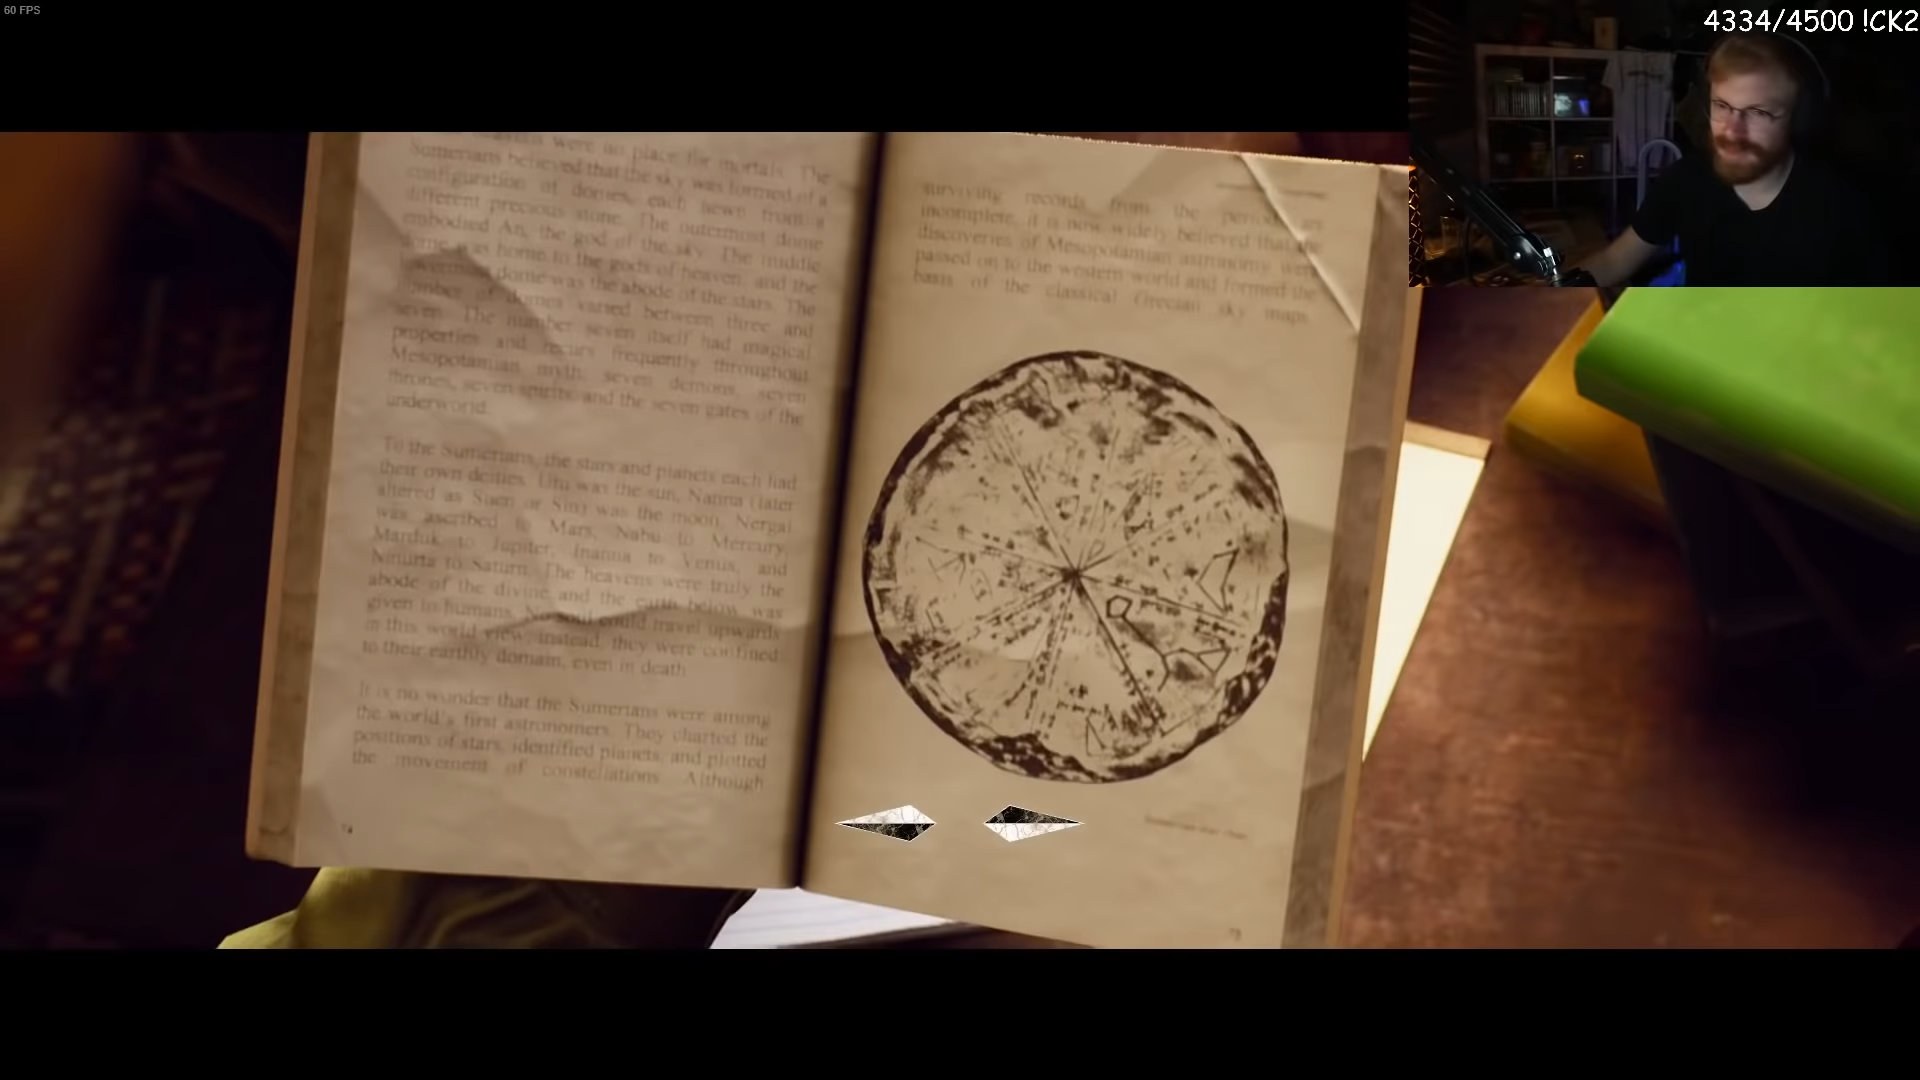 60 FPS
4334/4500 !CK2
heavens were no place for mortals. The
Sumerians believed that the sky was formed of a
configuration of domes, each hewn from a
different precious stone. The outermost dome
embodied An, the god of the sky. The middle
dome was home to the gods of heaven, and the
lowermost dome was the abode of the stars. The
number of domes varied between three and
seven. The number seven itself had magical
properties and recurs frequently throughout
Mesopotamian myth: seven demons, seven
thrones, seven spirits, and the seven gates of the
underworld.
To the Sumerians, the stars and planets each had
their own deities. Utu was the sun, Nanna (later
altered as Suen or Sin) was the moon, Nergal
was ascribed to Mars, Nabu to Mercury,
Marduk to Jupiter, Inanna to Venus, and
Ninurta to Saturn. The heavens were truly the
abode of the divine, and the earth below was
given to humans. No soul could travel upwards
in this world view; instead, they were confined
to their earthly domain, even in death
It is no wonder that the Sumerians were among
the world's first astronomers. They charted the
positions of stars, identified planets, and plotted
the movement of constellations. Although
surviving records from the period are
incomplete, it is now widely believed that the
discoveries of Mesopotamian astronomy were
passed on to the western world and formed the
basis of the classical Grecian sky maps.